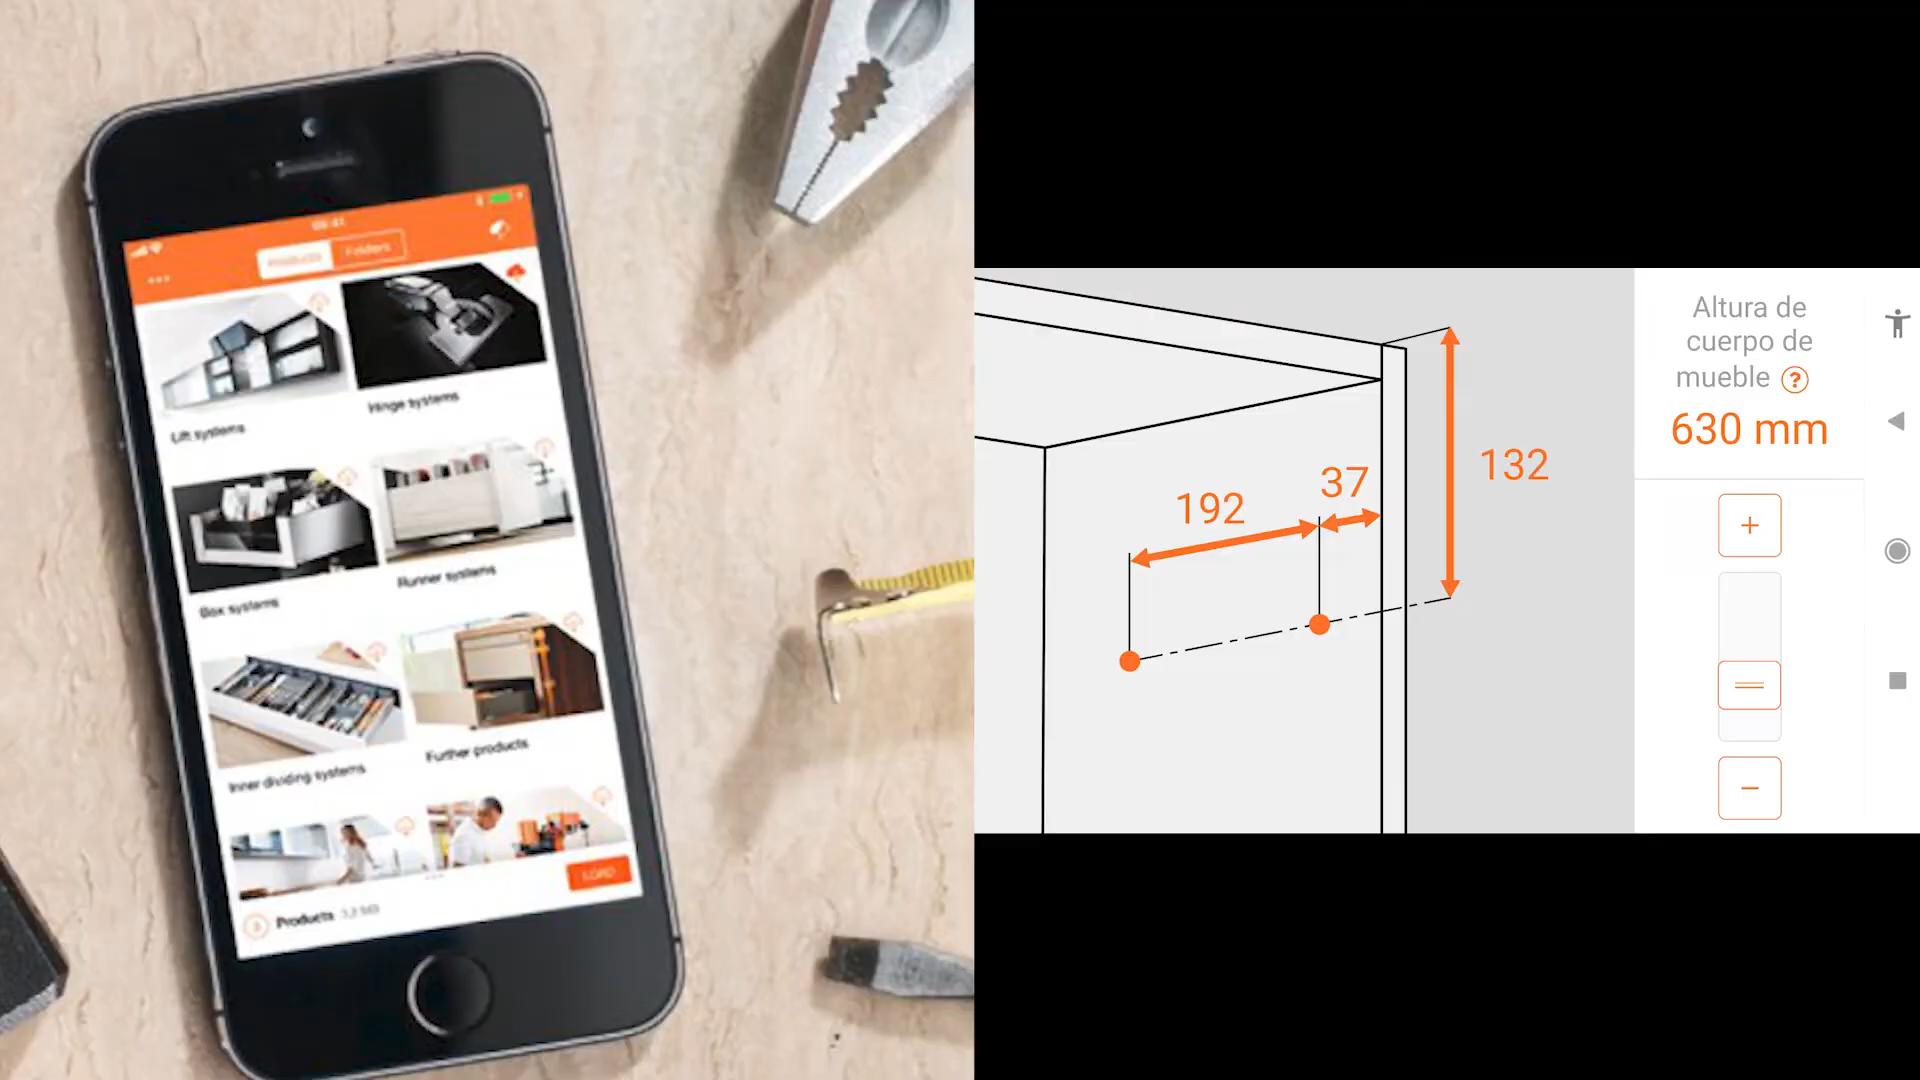 Products
Folders
Lift systems
Hinge systems
Box systems
Runner systems
Inner dividing systems
Further products
LOAD
Products
192
37
132
Altura de
cuerpo de
mueble ?
630 mm
+
−